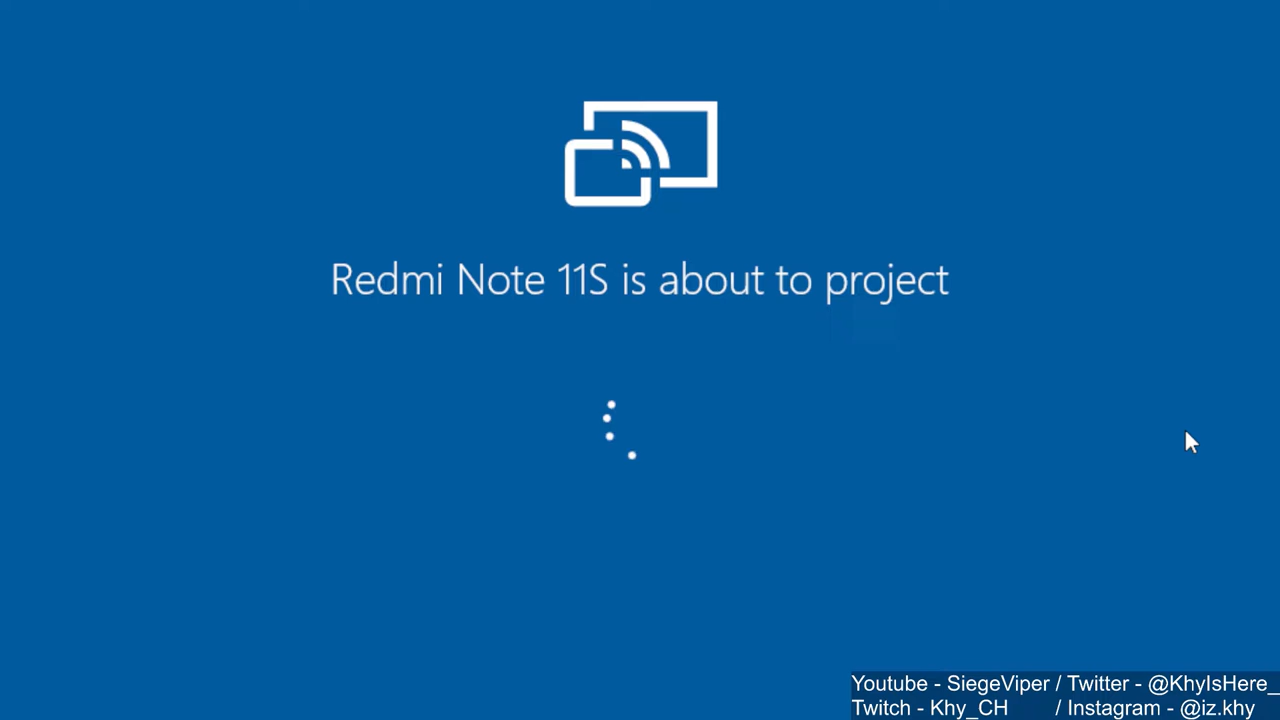 Redmi Note 11S is about to project
Youtube - SiegeViper / Twitter - @KhyIsHere_
Twitch - Khy_CH / Instagram - @iz.khy